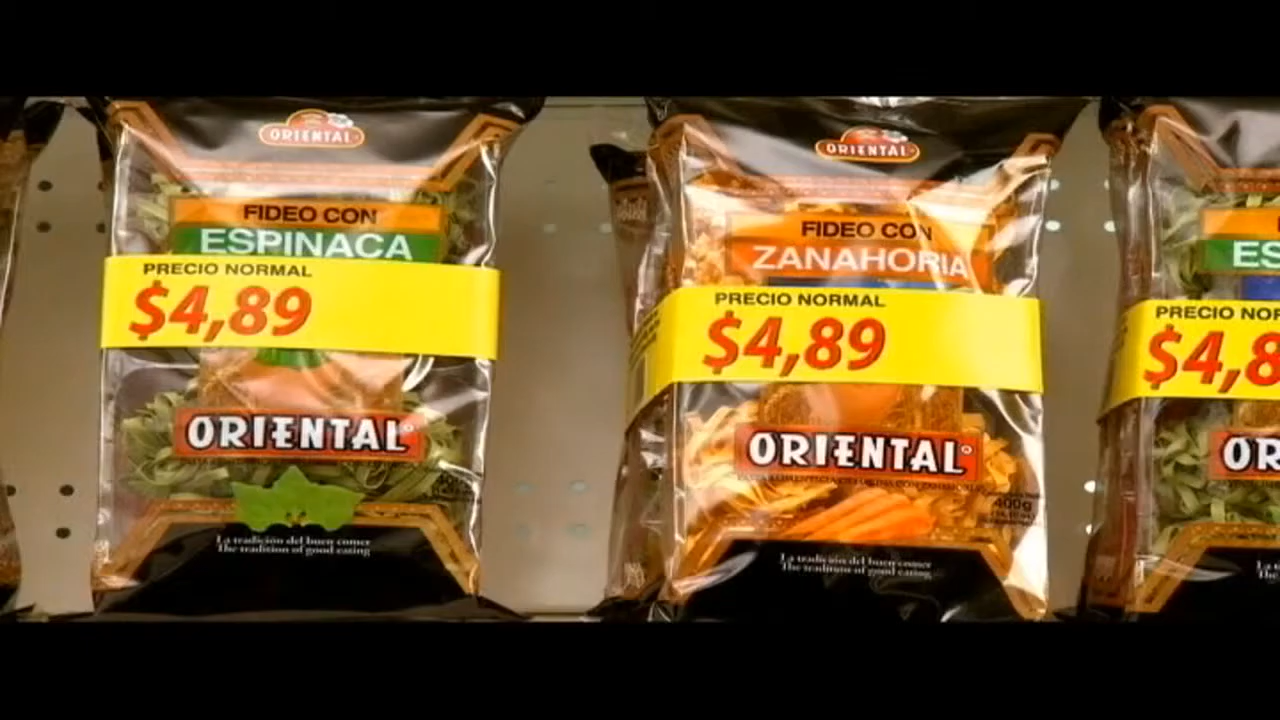 ORIENTAL
FIDEO CON
ESPINACA
PRECIO NORMAL
$4,89
ORIENTAL
La tradición del buen comer
The tradition of good eating
ORIENTAL
FIDEO CON
ZANAHORIA
PRECIO NORMAL
$4,89
ORIENTAL
400g
La tradición del buen comer
The tradition of good eating
ES
PRECIO NOR
$4,8
OR